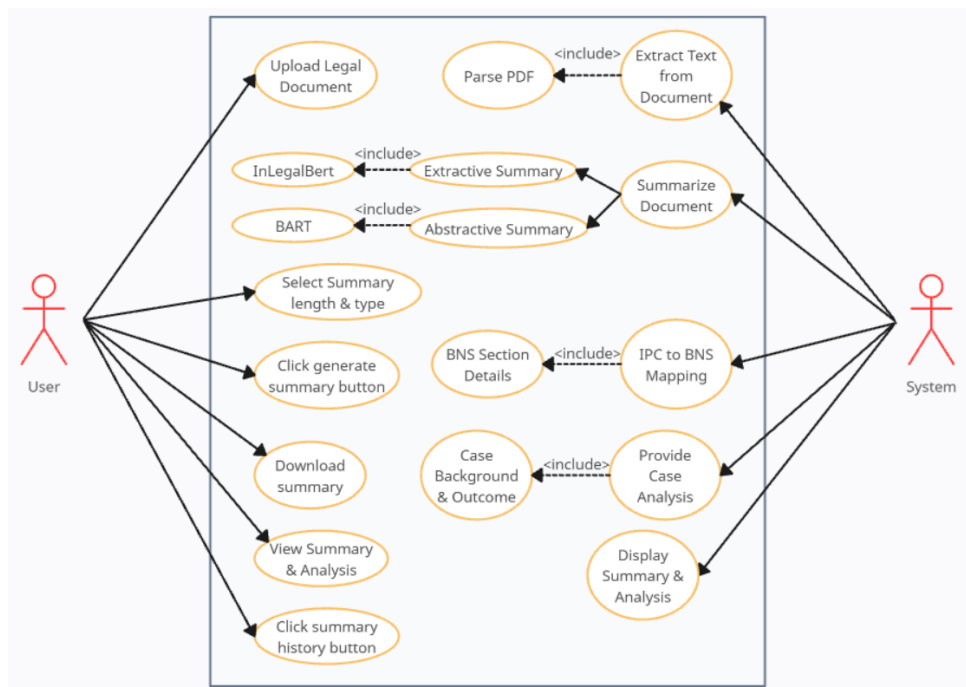 Upload Legal
Document
Parse PDF
<include>
Extract Text
from
Document
InLegalBert
<include>
Extractive Summary
BART
<include>
Abstractive Summary
Summarize
Document
Select Summary
length & type
Click generate
summary button
BNS Section
Details
<include>
IPC to BNS
Mapping
User
System
Download
summary
Case
Background
& Outcome
<include>
Provide
Case
Analysis
View Summary
& Analysis
Display
Summary &
Analysis
Click summary
history button